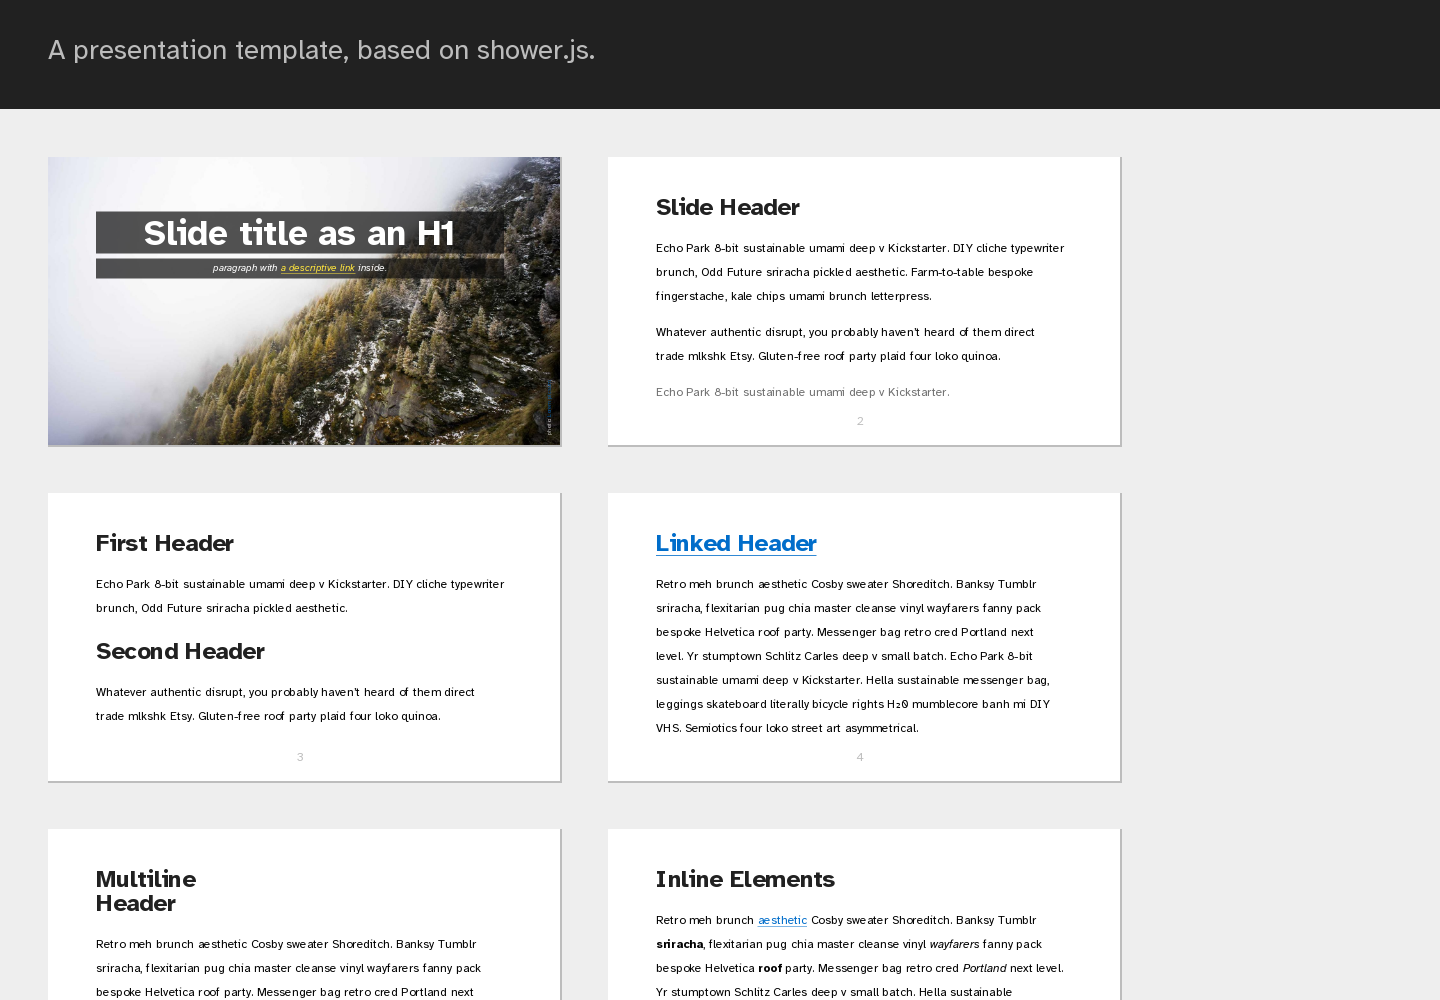 A presentation template, based on shower.js.
Slide title as an H1
paragraph with a descriptive link inside.
1
Slide Header
Echo Park 8-bit sustainable umami deep v Kickstarter. DIY cliche typewriter
brunch, Odd Future sriracha pickled aesthetic. Farm-to-table bespoke
fingerstache, kale chips umami brunch letterpress.
Whatever authentic disrupt, you probably haven't heard of them direct
trade mlkshk Etsy. Gluten-free roof party plaid four loko quinoa.
Echo Park 8-bit sustainable umami deep v Kickstarter.
2
First Header
Echo Park 8-bit sustainable umami deep v Kickstarter. DIY cliche typewriter
brunch, Odd Future sriracha pickled aesthetic.
Second Header
Whatever authentic disrupt, you probably haven't heard of them direct
trade mlkshk Etsy. Gluten-free roof party plaid four loko quinoa.
3
Linked Header
Retro meh brunch aesthetic Cosby sweater Shoreditch. Banksy Tumblr
sriracha, flexitarian pug chia master cleanse vinyl wayfarers fanny pack
bespoke Helvetica roof party. Messenger bag retro cred Portland next
level. Yr stumptown Schlitz Carles deep v small batch. Echo Park 8-bit
sustainable umami deep v Kickstarter. Hella sustainable messenger bag,
leggings skateboard literally bicycle rights H₂0 mumblecore banh mi DIY
VHS. Semiotics four loko street art asymmetrical.
4
Multiline
Header
Retro meh brunch aesthetic Cosby sweater Shoreditch. Banksy Tumblr
sriracha, flexitarian pug chia master cleanse vinyl wayfarers fanny pack
bespoke Helvetica roof party. Messenger bag retro cred Portland next
Inline Elements
Retro meh brunch aesthetic Cosby sweater Shoreditch. Banksy Tumblr
sriracha, flexitarian pug chia master cleanse vinyl wayfarers fanny pack
bespoke Helvetica roof party. Messenger bag retro cred Portland next level.
Yr stumptown Schlitz Carles deep v small batch. Hella sustainable